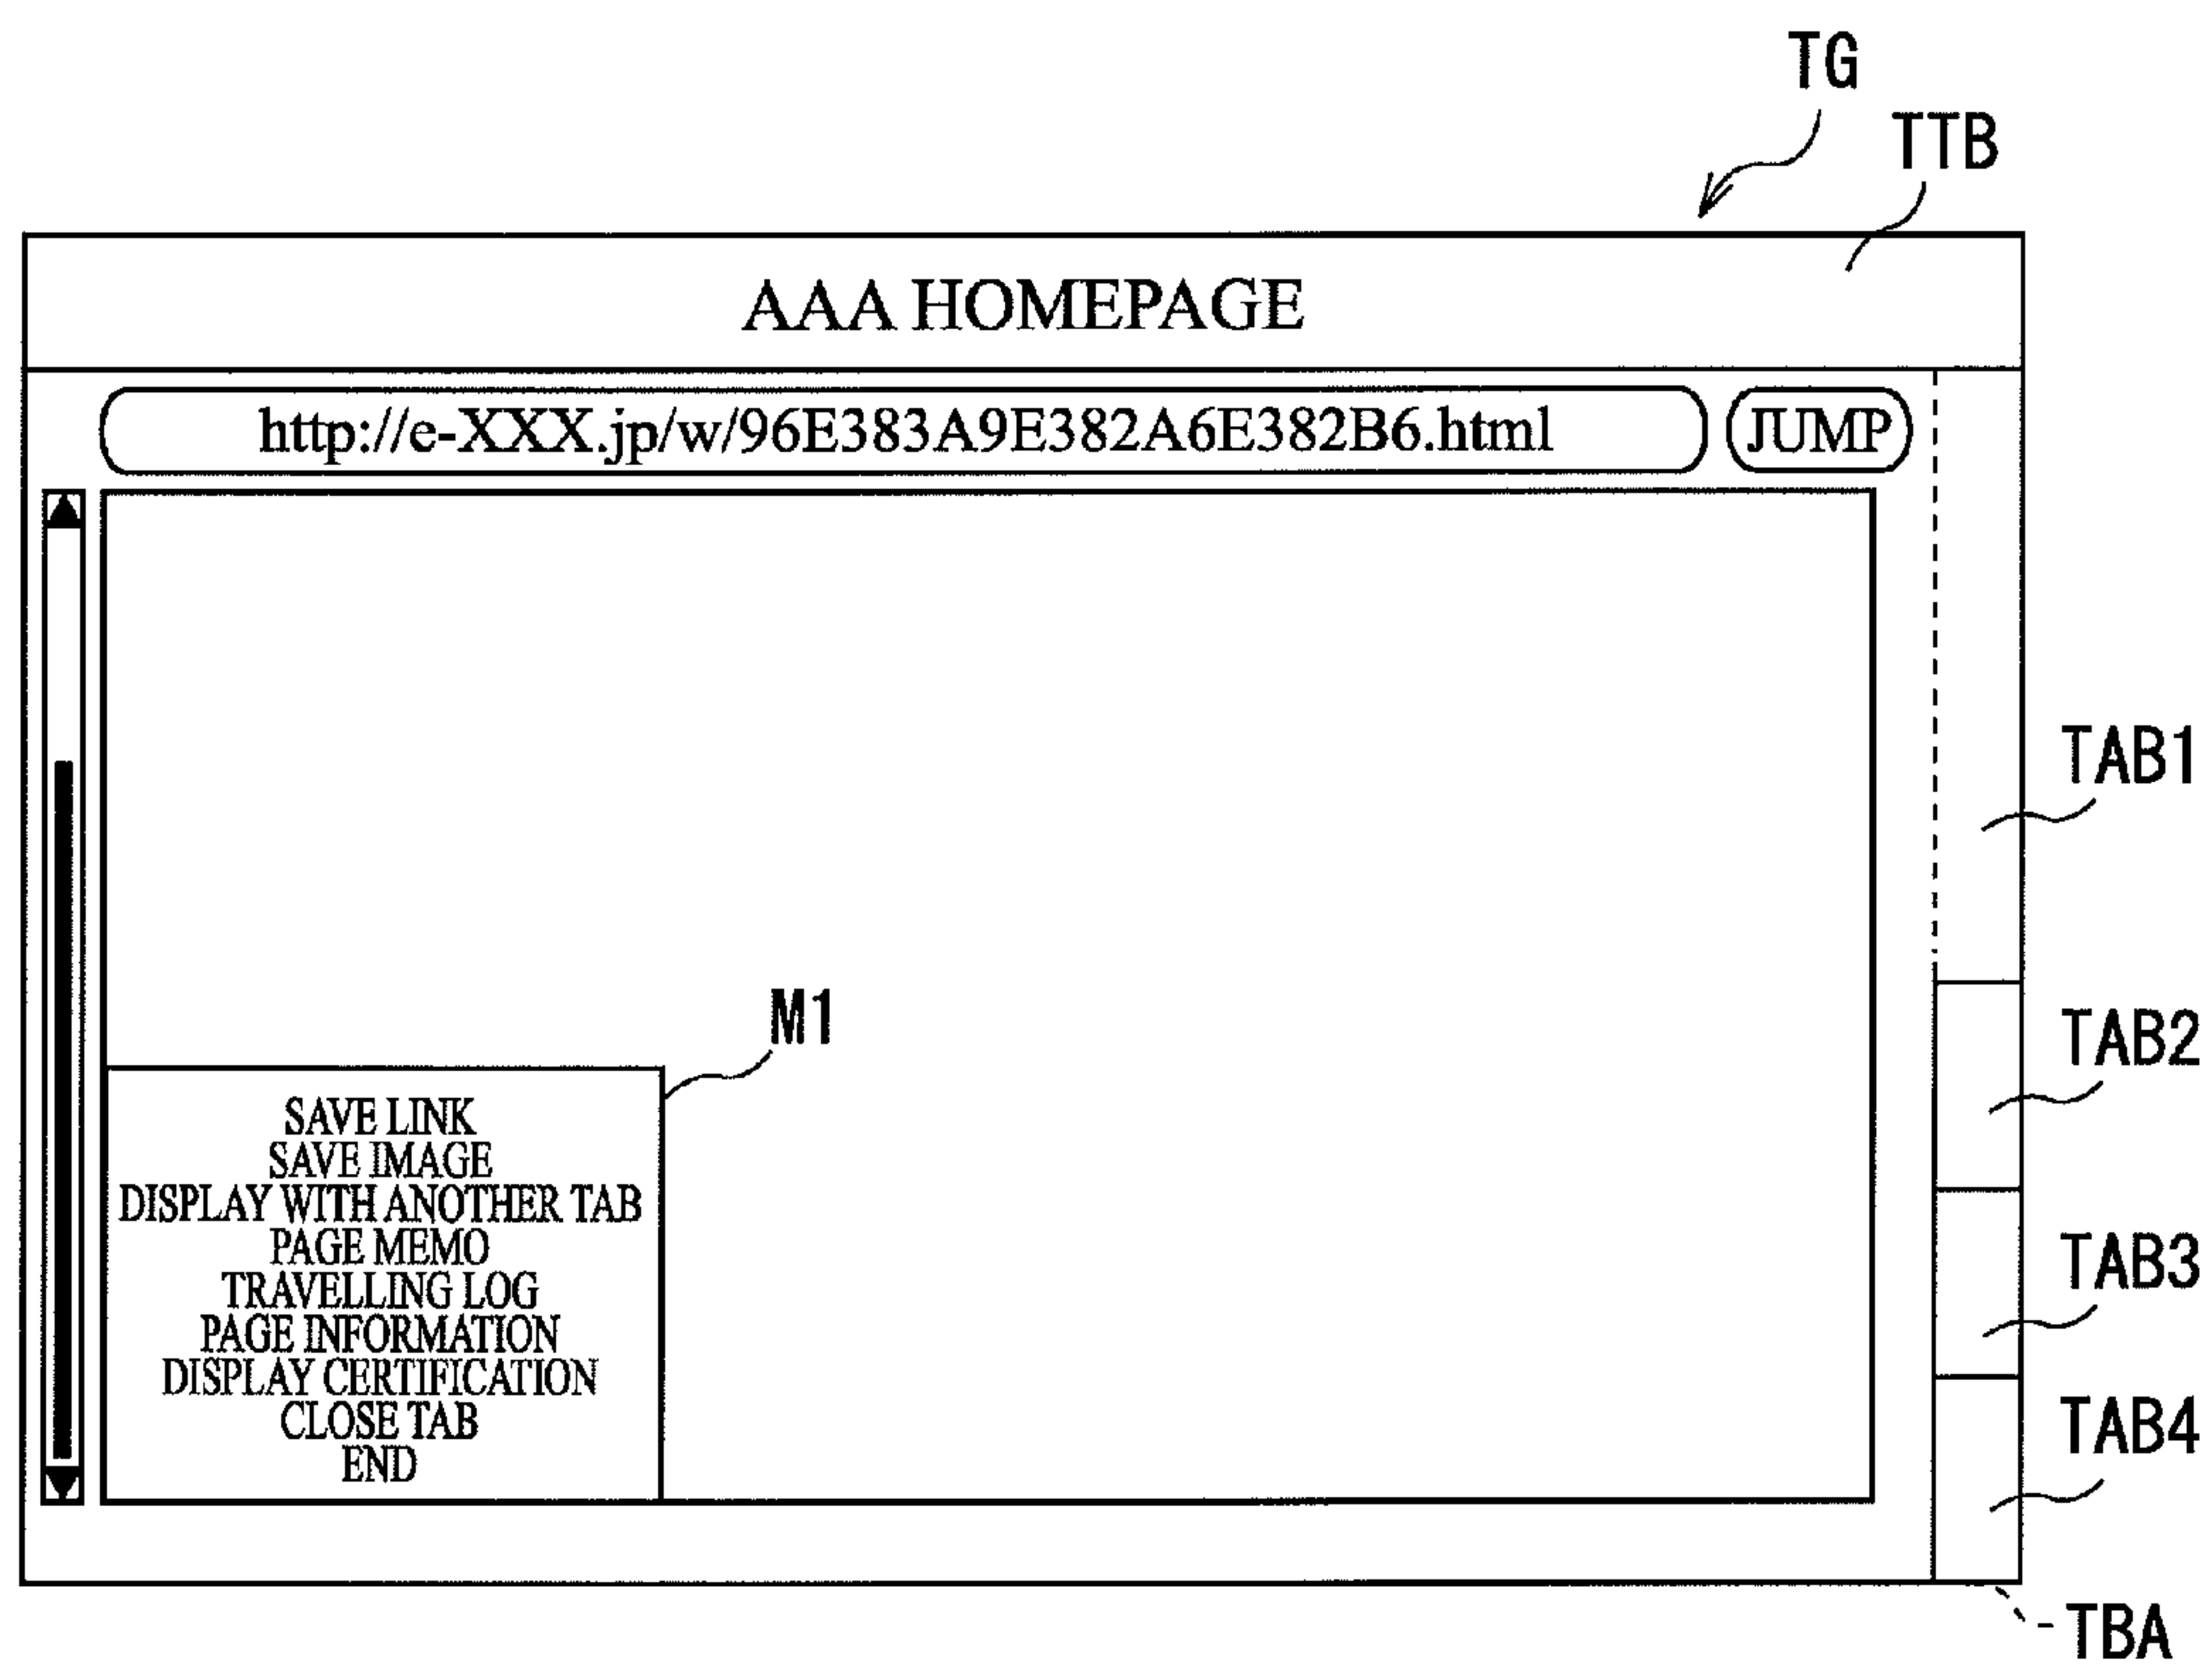 TG
TTB
AAA HOMEPAGE
http://e-XXX.jp/w/96E383A9E382A6E382B6.html
JUMP
TAB1
M1
TAB2
SAVE LINK
SAVE IMAGE
DISPLAY WITH ANOTHER TAB
PAGE MEMO
TRAVELLING LOG
PAGE INFORMATION
DISPLAY CERTIFICATION
CLOSE TAB
END
TAB3
TAB4
TBA